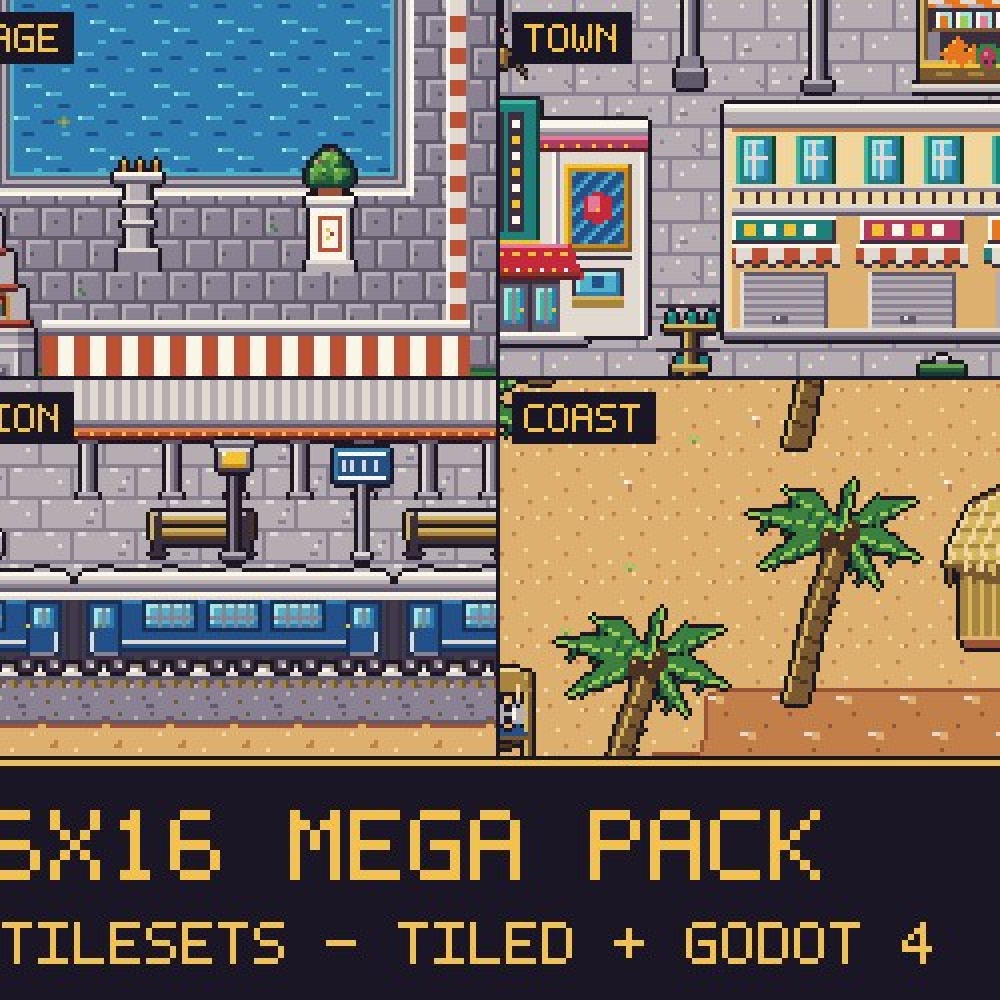 AGE
TOWN
ION
COAST
6X16 MEGA PACK
TILESETS - TILED + GODOT 4